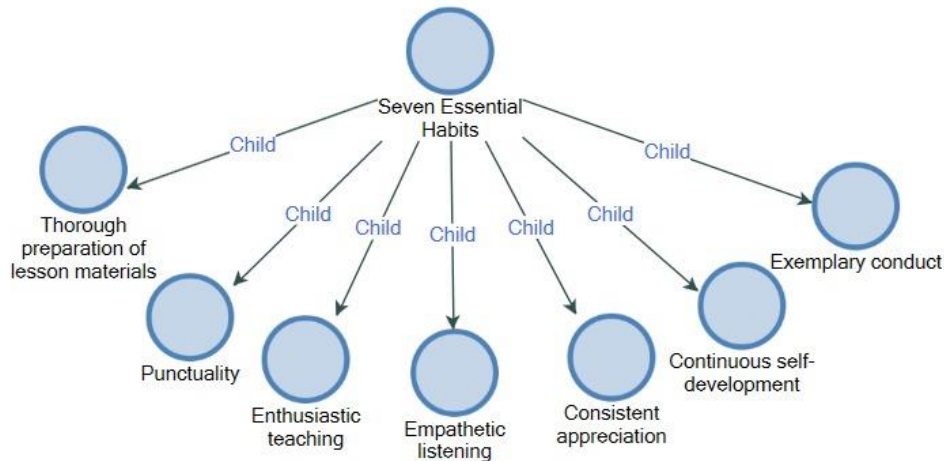 Seven Essential
Habits
Child
Child
Child
Child
Child
Child
Child
Thorough
preparation of
lesson materials
Punctuality
Enthusiastic
teaching
Empathetic
listening
Consistent
appreciation
Continuous self-
development
Exemplary conduct